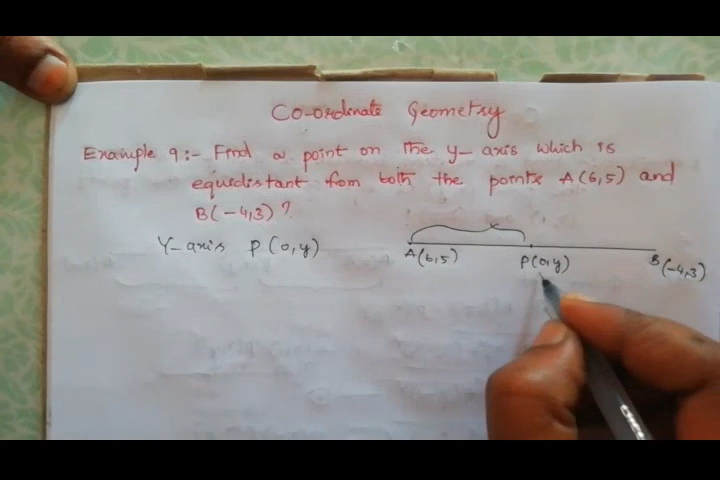 Co-ordinate Geometry
Example 9:- Find a point on the y-axis which is
equidistant from both the points A(6,5) and
B(-4,3)?
Y-axis P(0,y)
A(6,5) P(0,y) B(-4,3)